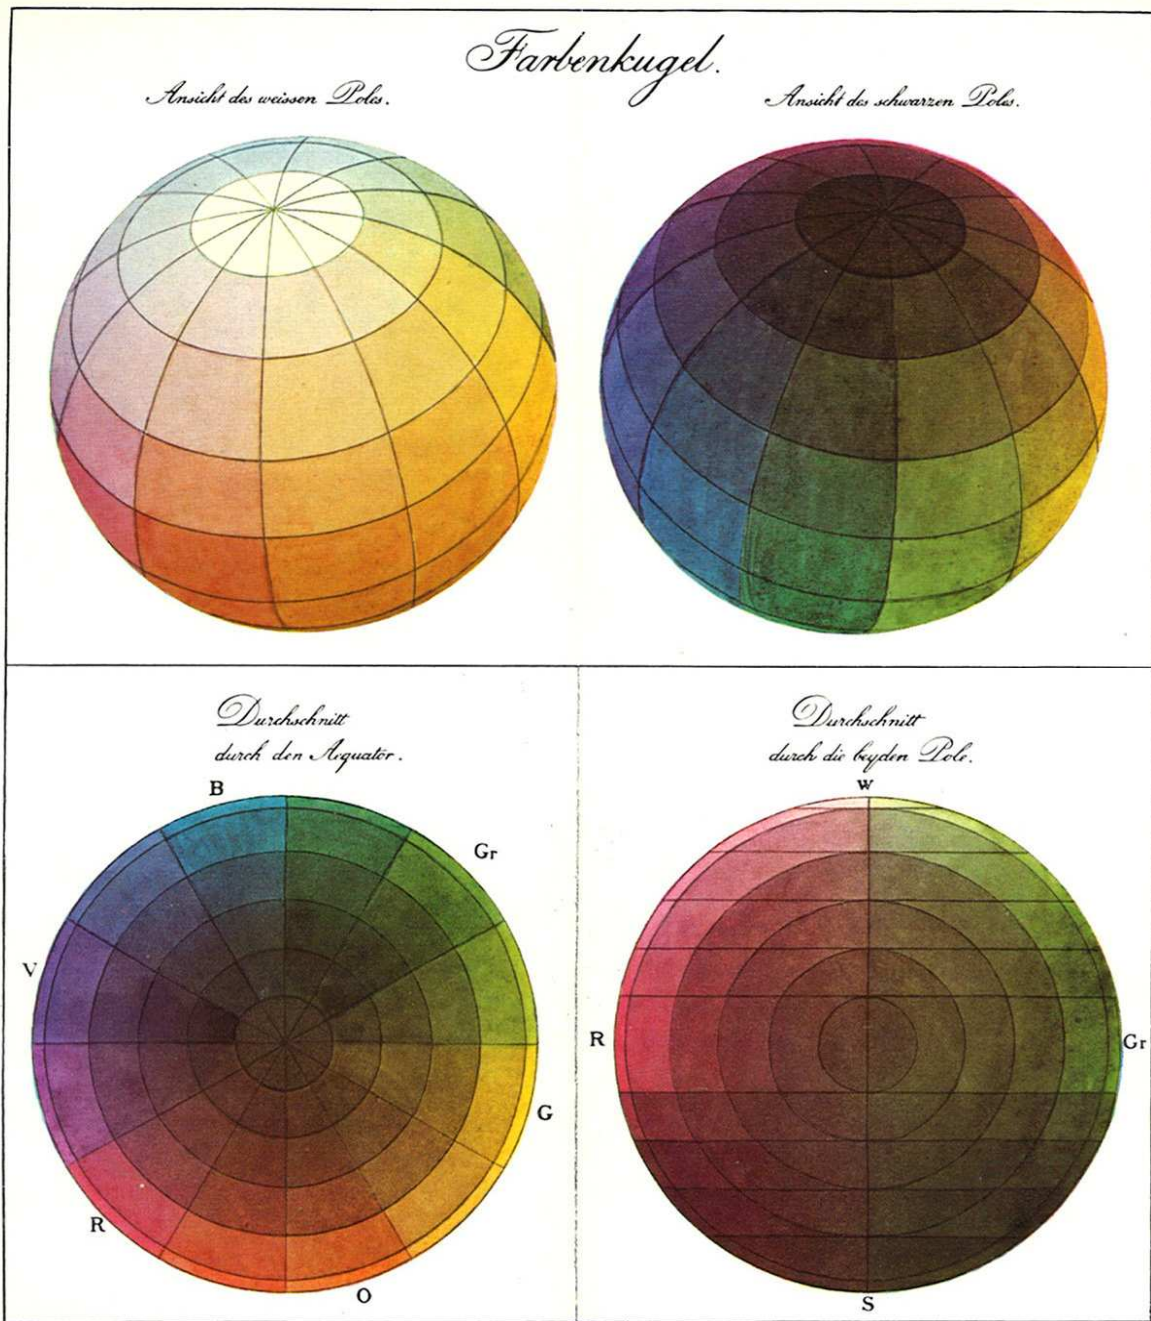 Farbenkugel.
Ansicht des weissen Poles.
Ansicht des schwarzen Poles.
Durchschnitt
durch den Aequator.
B
Gr
V
G
R
O
Durchschnitt
durch die beyden Pole.
W
R
Gr
S